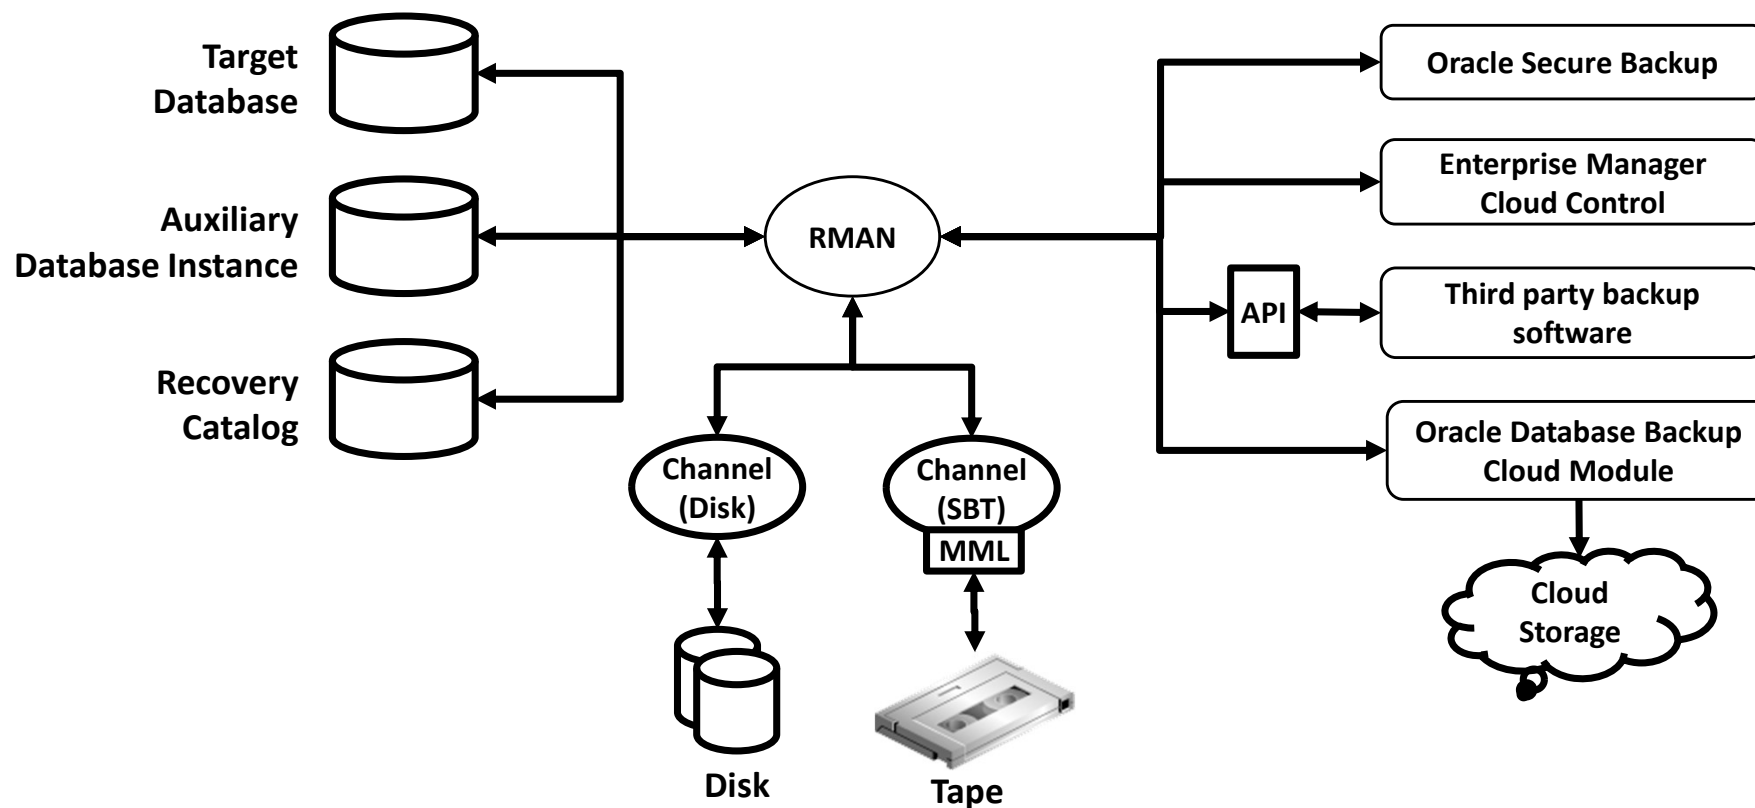 Target
Database
Auxiliary
Database Instance
Recovery
Catalog
RMAN
Channel
(Disk)
Channel
(SBT)
MML
Disk
Tape
Oracle Secure Backup
Enterprise Manager
Cloud Control
API
Third party backup
software
Oracle Database Backup
Cloud Module
Cloud
Storage